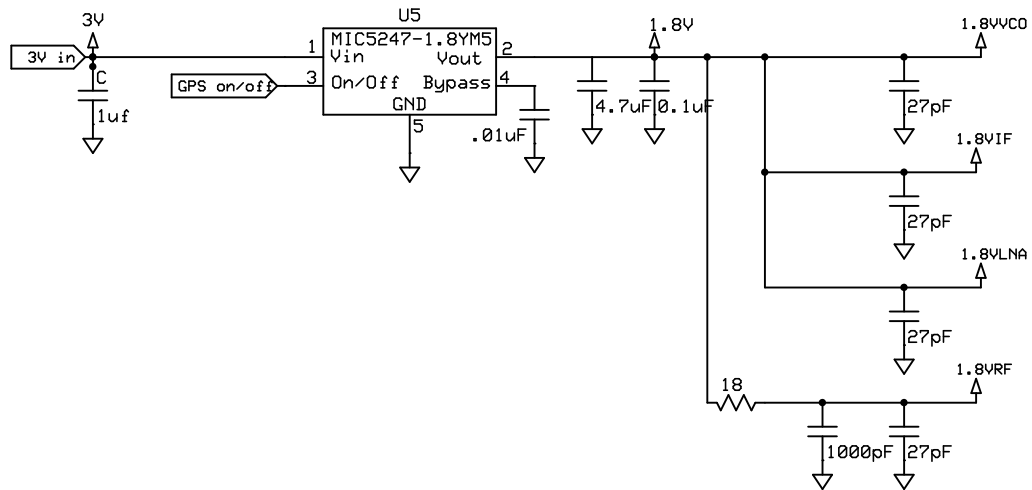 3V
U5
1.8V
1.8VVCO
3V in
1
MIC5247-1.8YM5
2
Vin
Vout
C
GPS on/off
3
On/Off
Bypass
4
1uf
GND
5
.01uF
4.7uF
0.1uF
27pF
1.8VIF
27pF
1.8VLNA
27pF
1.8VRF
18
1000pF
27pF